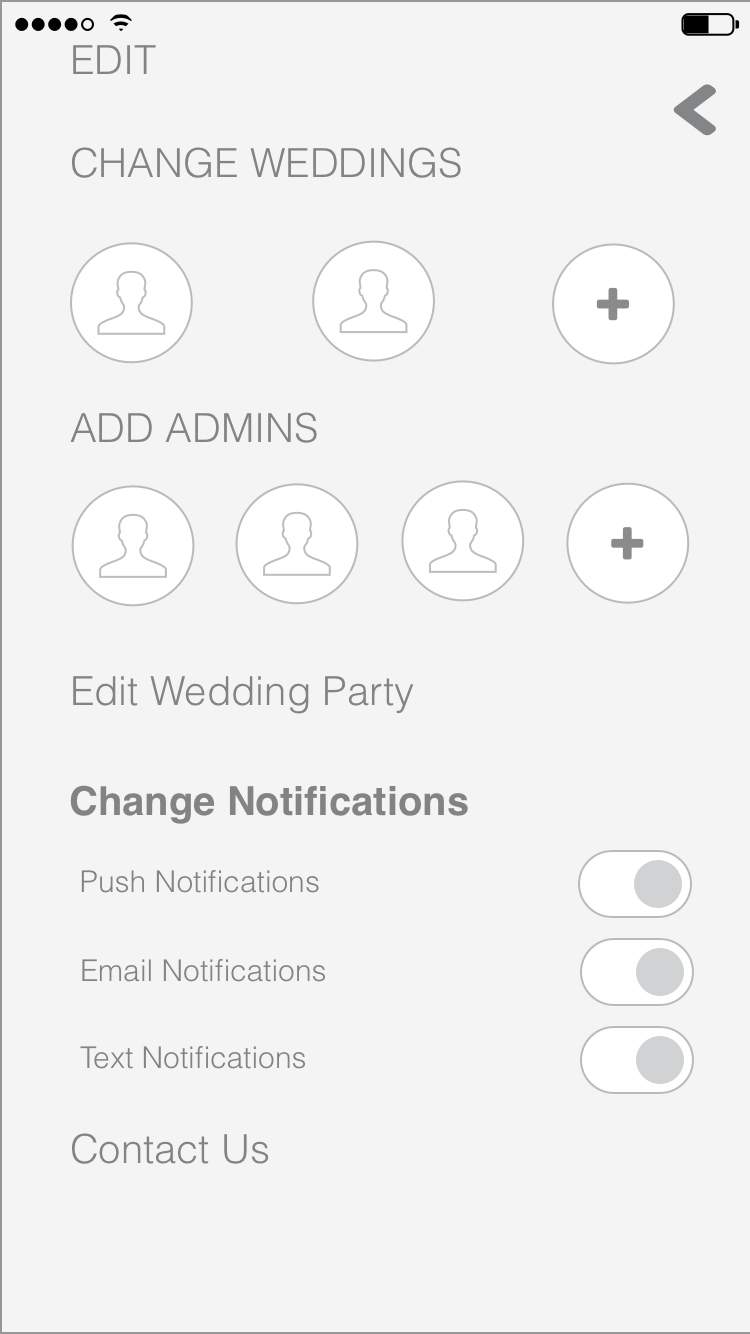 EDIT
CHANGE WEDDINGS
ADD ADMINS
Edit Wedding Party
Change Notifications
Push Notifications
Email Notifications
Text Notifications
Contact Us